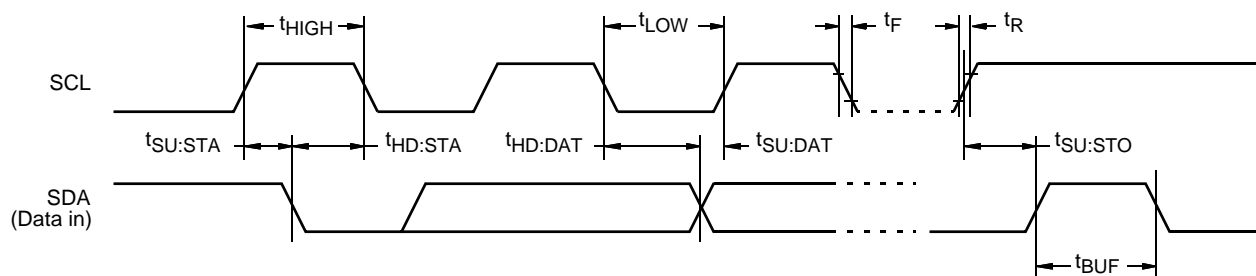 tHIGH
tLOW
tF
tR
SCL
tSU:STA
tHD:STA
tHD:DAT
tSU:DAT
tSU:STO
SDA
(Data in)
tBUF